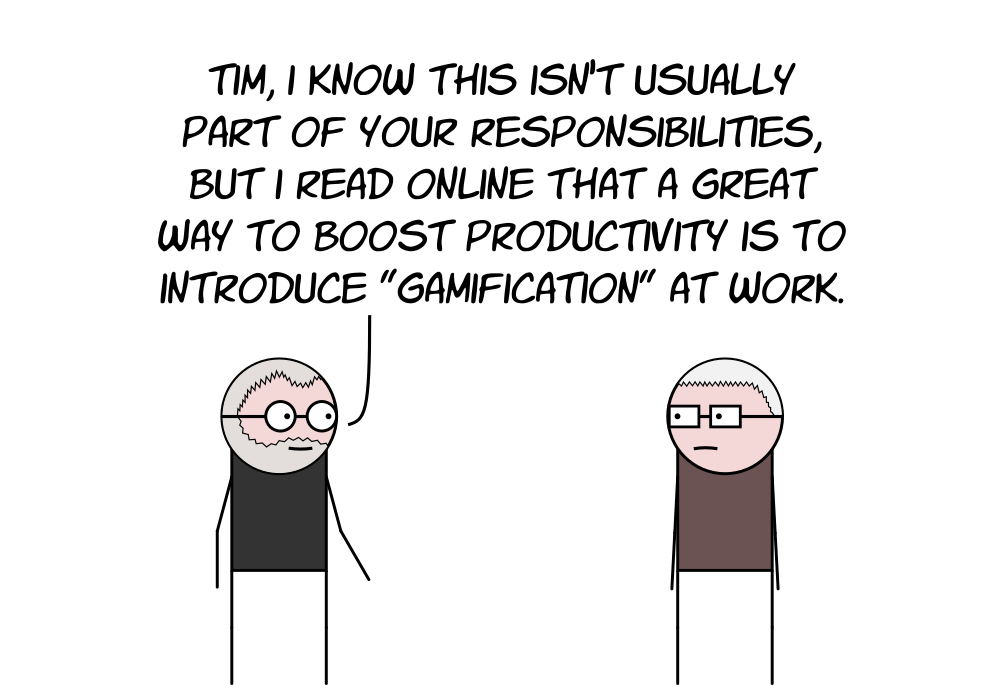 TIM, I KNOW THIS ISN'T USUALLY
PART OF YOUR RESPONSIBILITIES,
BUT I READ ONLINE THAT A GREAT
WAY TO BOOST PRODUCTIVITY IS TO
INTRODUCE "GAMIFICATION" AT WORK.